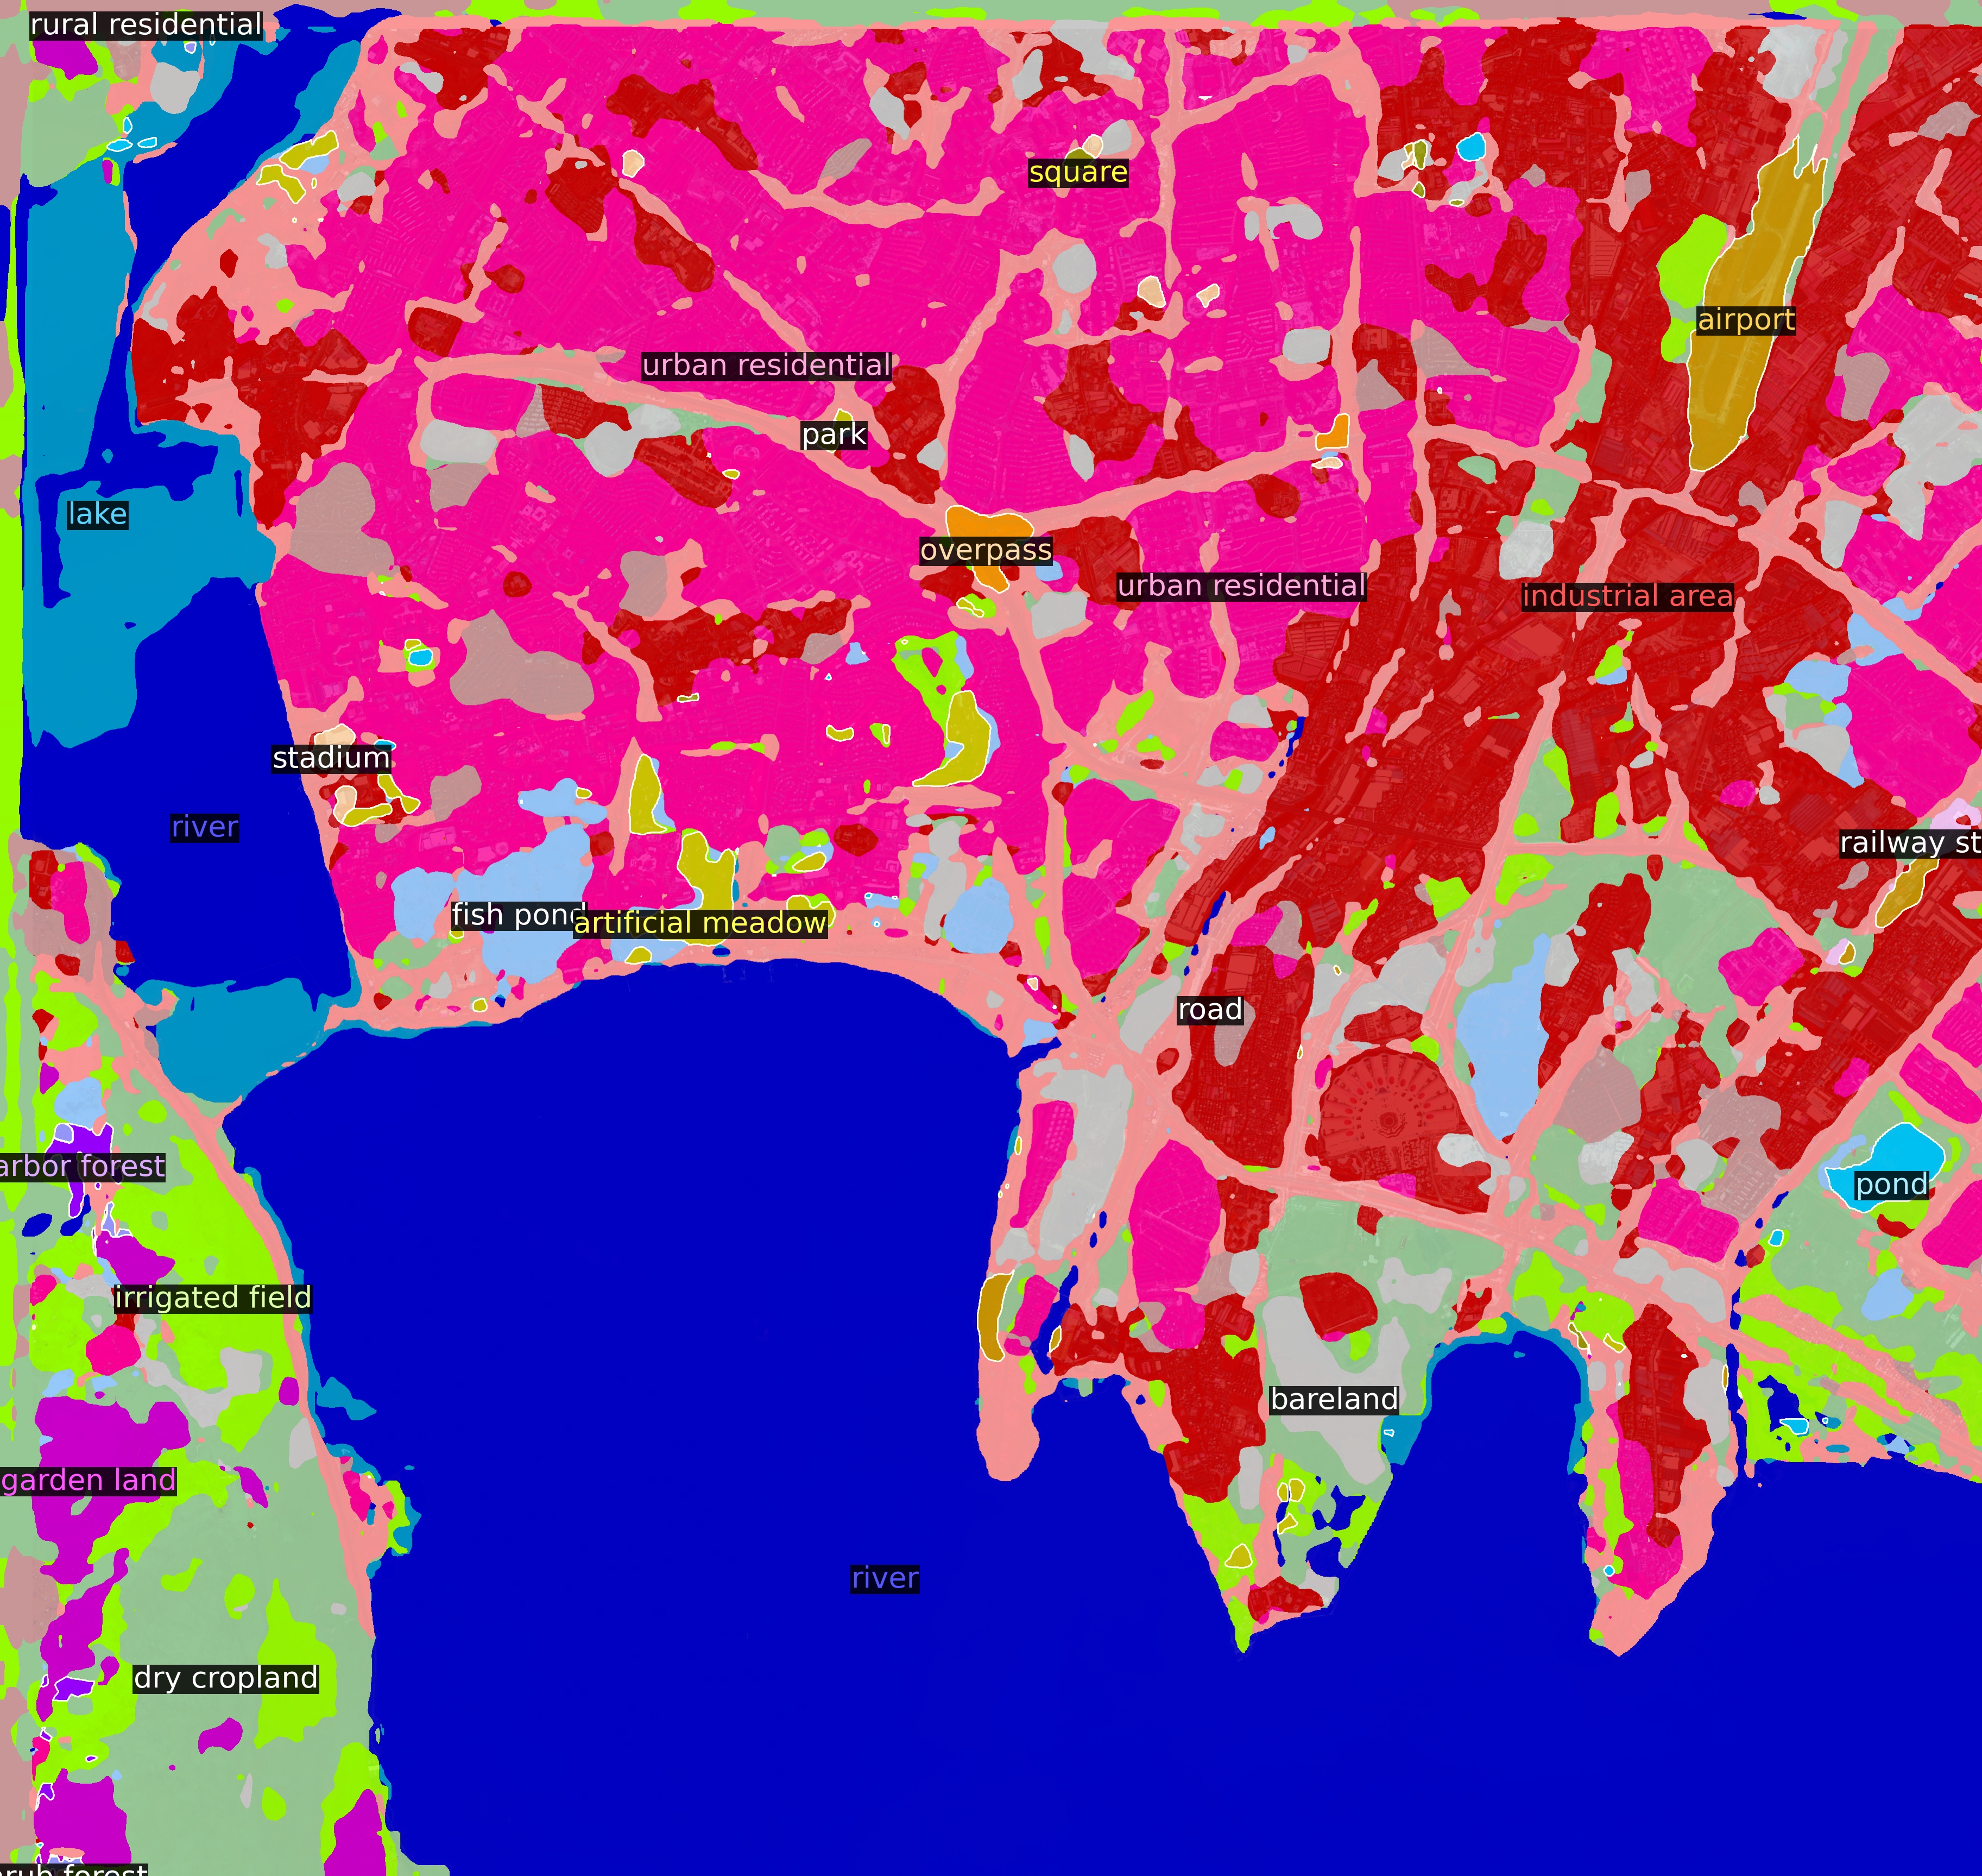 rural residential
square
airport
urban residential
park
lake
overpass
urban residential
industrial area
stadium
river
railway st
fish pond
artificial meadow
road
arbor forest
pond
irrigated field
bareland
garden land
river
dry cropland
rub forest